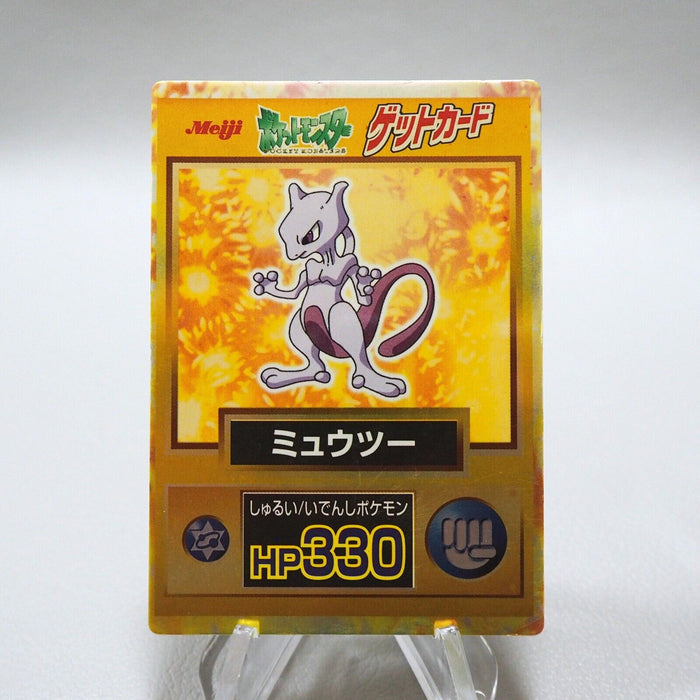 Meiji ポケットモンスター ゲットカード
POCKET MONSTERS
ミュウツー
しゅるい/いでんしポケモン
HP330